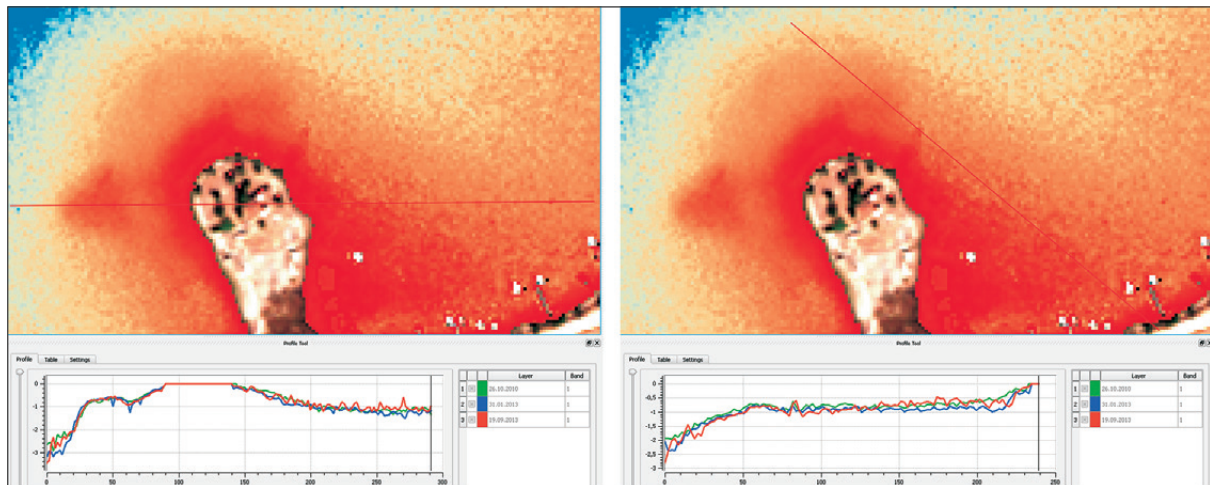 Profile Tool
Profile Table Settings
Layer Band
1 26.10.2010 1
2 31.01.2013 1
3 19.09.2013 1
0
-1
-2
-3
0 50 100 150 200 250 300
Profile Tool
Profile Table Settings
Layer Band
1 26.10.2010 1
2 31.01.2013 1
3 19.09.2013 1
0
-0,5
-1
-1,5
-2
-2,5
-3
0 50 100 150 200 250